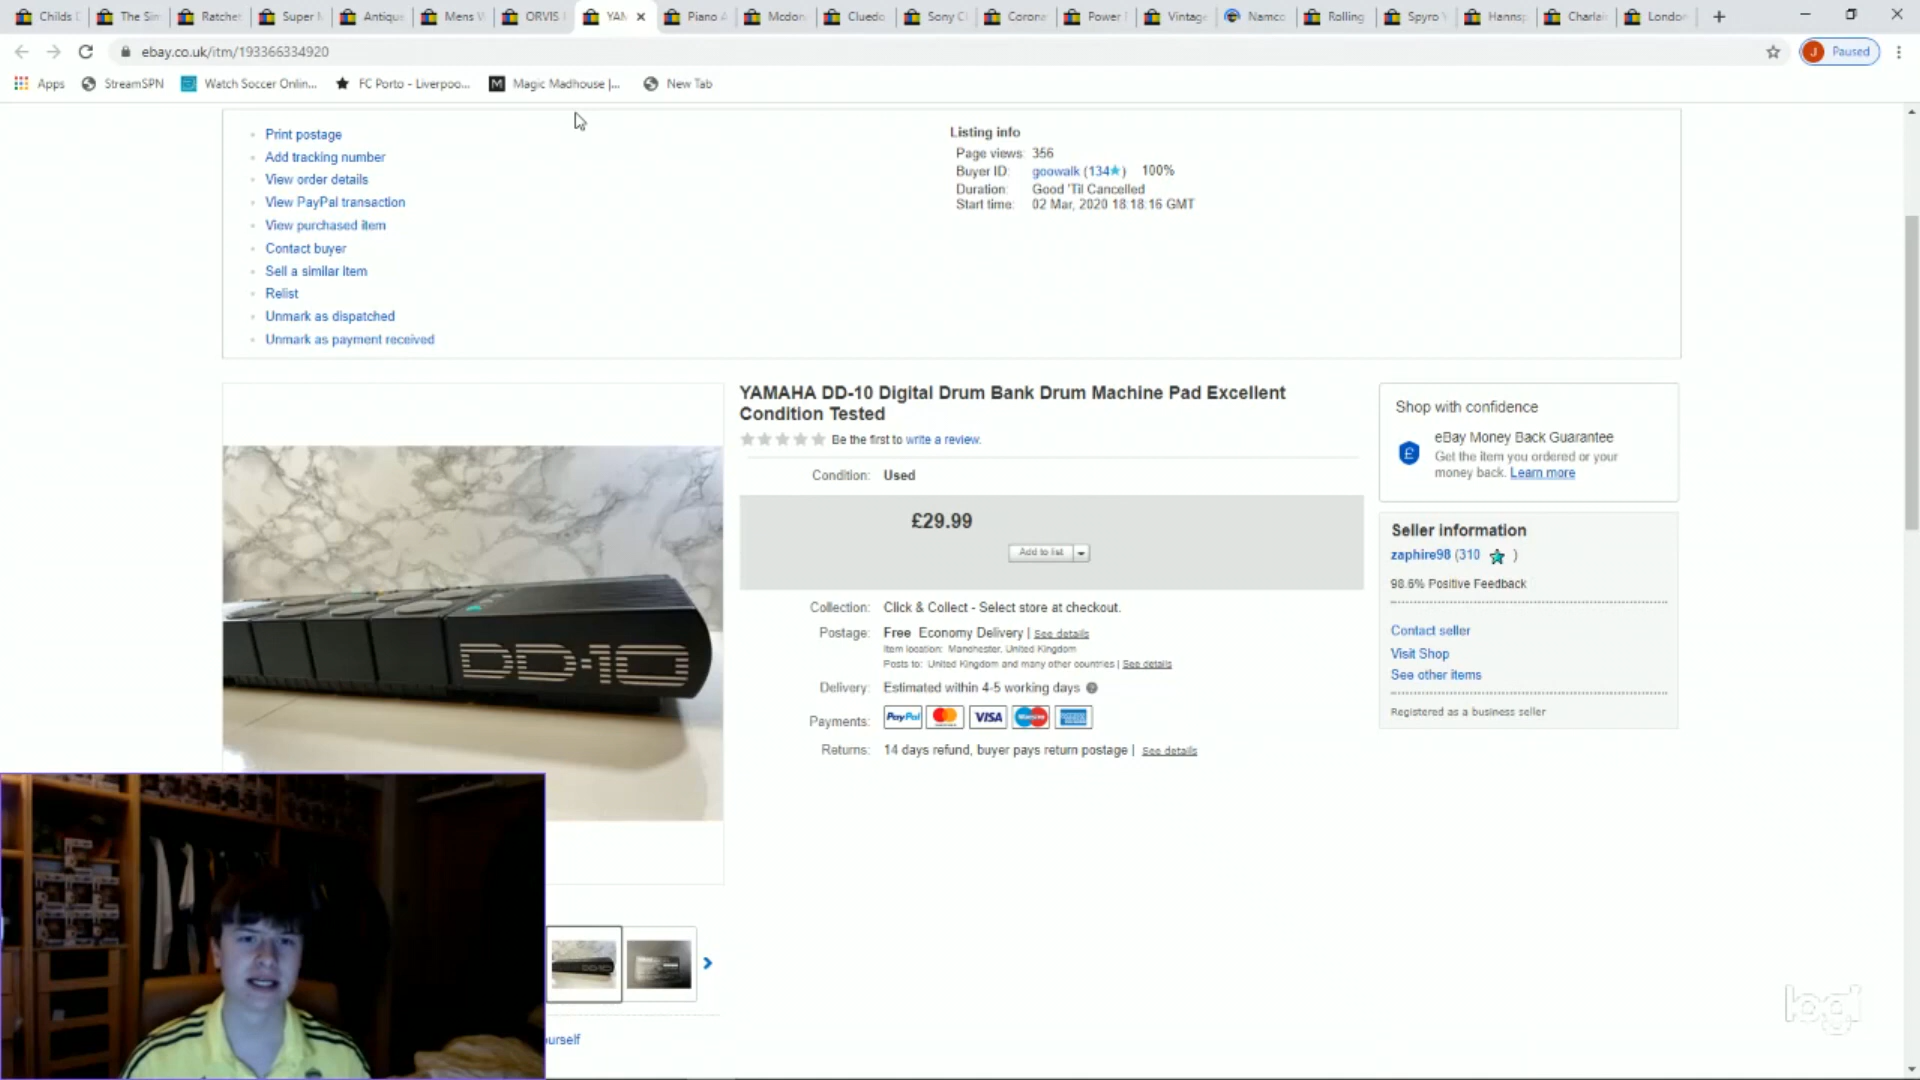 Childs The Sin Ratchet Super Antique Mens ORVIS YAM Piano Mcdon Cluedo Sony C Corona Power Vintage Namco Rolling Spyro Hannsp Charlai London
ebay.co.uk/itm/193366334920 J Paused
Apps StreamSPN Watch Soccer Onlin... FC Porto - Liverpoo... M Magic Madhouse |... New Tab
Print postage
Add tracking number
View order details
View PayPal transaction
View purchased item
Contact buyer
Sell a similar item
Relist
Unmark as dispatched
Unmark as payment received
Listing info
Page views: 356
Buyer ID: goowalk (134★) 100%
Duration: Good 'Til Cancelled
Start time: 02 Mar, 2020 18:18:16 GMT
YAMAHA DD-10 Digital Drum Bank Drum Machine Pad Excellent
Condition Tested
Be the first to write a review.
Condition: Used
£29.99
Add to list
Collection: Click & Collect - Select store at checkout.
Postage: Free Economy Delivery | See details
Item location: Manchester, United Kingdom
Posts to: United Kingdom and many other countries | See details
Delivery: Estimated within 4-5 working days
Payments: PayPal VISA
Returns: 14 days refund, buyer pays return postage | See details
Shop with confidence
eBay Money Back Guarantee
Get the item you ordered or your
money back. Learn more
Seller information
zaphire98 (310 )
98.6% Positive Feedback
Contact seller
Visit Shop
See other items
Registered as a business seller
DD-10
urself
logi